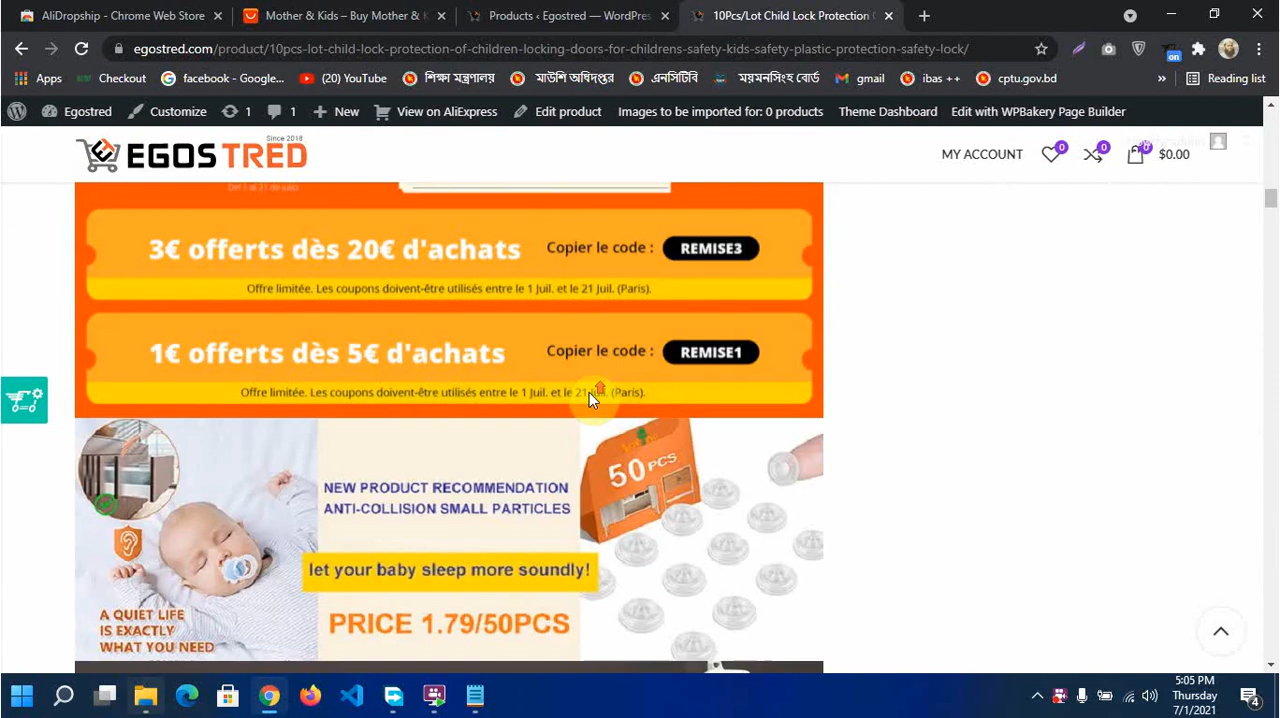 AliDropship - Chrome Web Store
Mother & Kids – Buy Mother & K
Products ‹ Egostred — WordPres
10Pcs/Lot Child Lock Protection
egostred.com/product/10pcs-lot-child-lock-protection-of-children-locking-doors-for-childrens-safety-kids-safety-plastic-protection-safety-lock/
on
Apps
Checkout
facebook - Google...
(20) YouTube
শিক্ষা মন্ত্রণালয়
মাউশি অধিদপ্তর
এনসিটিবি
ময়মনসিংহ বোর্ড
gmail
ibas ++
cptu.gov.bd
»
Reading list
Egostred
Customize
1
1
New
View on AliExpress
Edit product
Images to be imported for: 0 products
Theme Dashboard
Edit with WPBakery Page Builder
Since 2018
EGOSTRED
MY ACCOUNT
0
0
$0.00
3€ offerts dès 20€ d'achats
Copier le code :
REMISE3
Offre limitée. Les coupons doivent-être utilisés entre le 1 Juil. et le 21 Juil. (Paris).
1€ offerts dès 5€ d'achats
Copier le code :
REMISE1
Offre limitée. Les coupons doivent-être utilisés entre le 1 Juil. et le 21 (Paris).
50 PCS
NEW PRODUCT RECOMMENDATION
ANTI-COLLISION SMALL PARTICLES
let your baby sleep more soundly!
A QUIET LIFE
IS EXACTLY
WHAT YOU NEED
PRICE 1.79/50PCS
5:05 PM
Thursday
7/1/2021
4